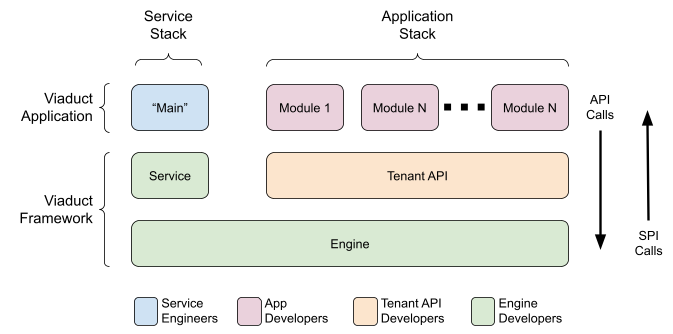 Service
Stack
Application
Stack
Viaduct
Application
“Main”
Module 1
Module N
Module N
API
Calls
Viaduct
Framework
Service
Tenant API
Engine
SPI
Calls
Service
Engineers
App
Developers
Tenant API
Developers
Engine
Developers